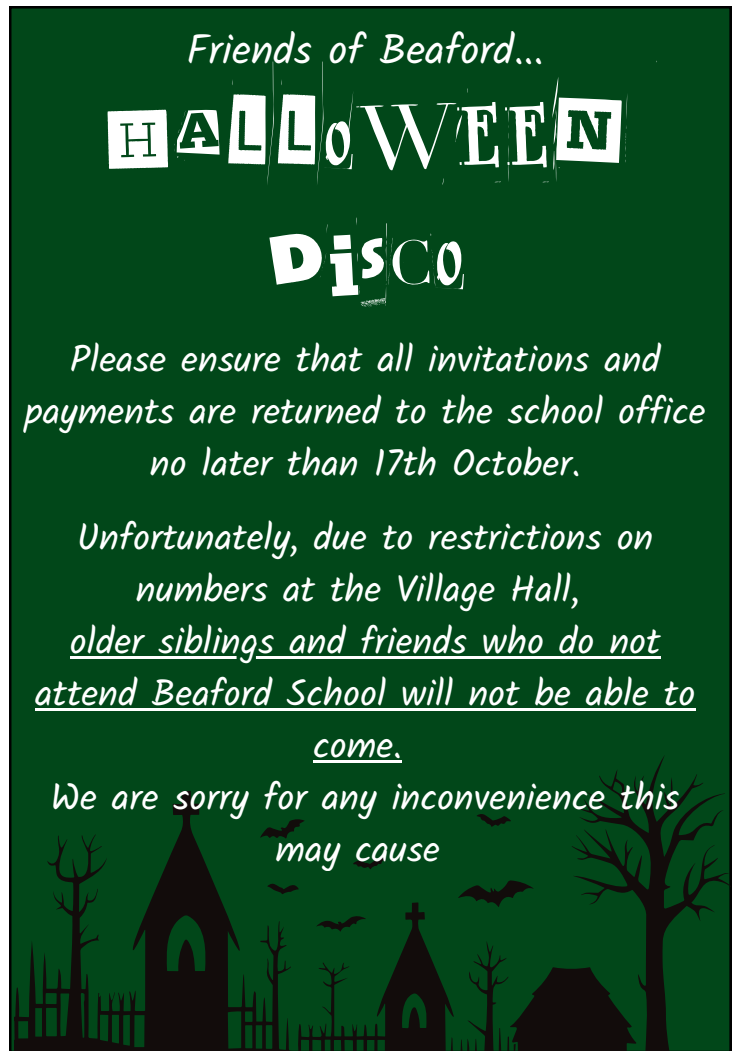 Friends of Beaford...
HALLOWEEN
DisCO
Please ensure that all invitations and
payments are returned to the school office
no later than 17th October.
Unfortunately, due to restrictions on
numbers at the Village Hall,
older siblings and friends who do not
attend Beaford School will not be able to
come.
We are sorry for any inconvenience this
may cause